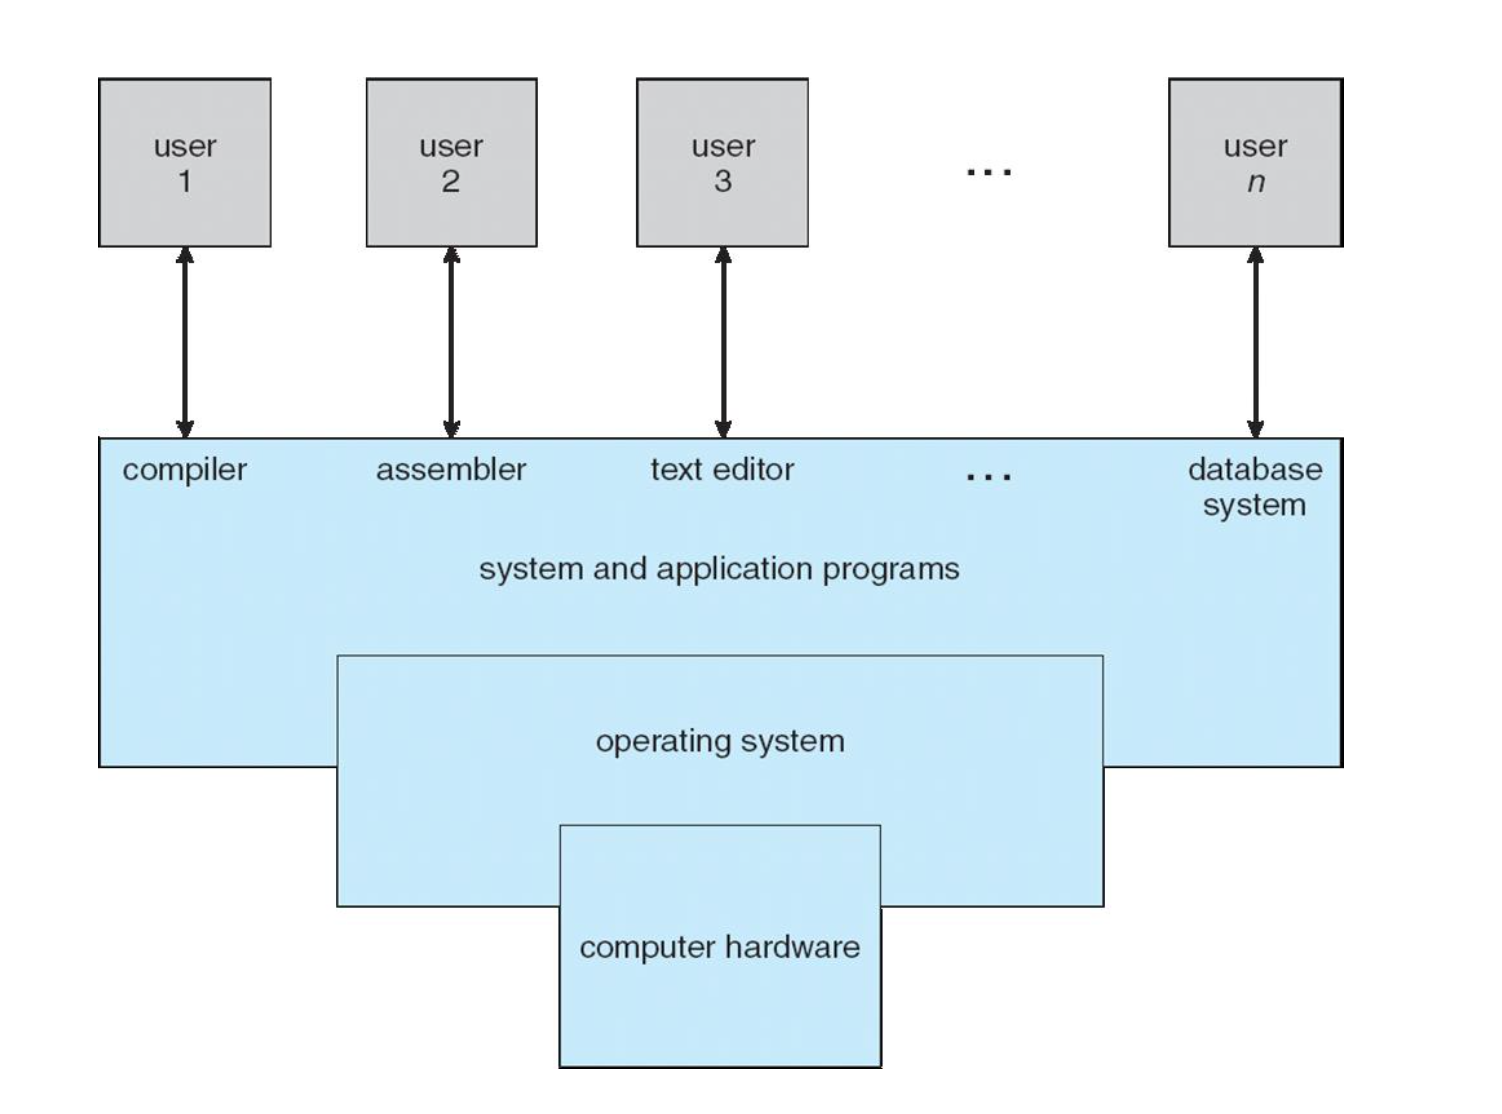 user
1
user
2
user
3
...
user
n
compiler
assembler
text editor
...
database
system
system and application programs
operating system
computer hardware